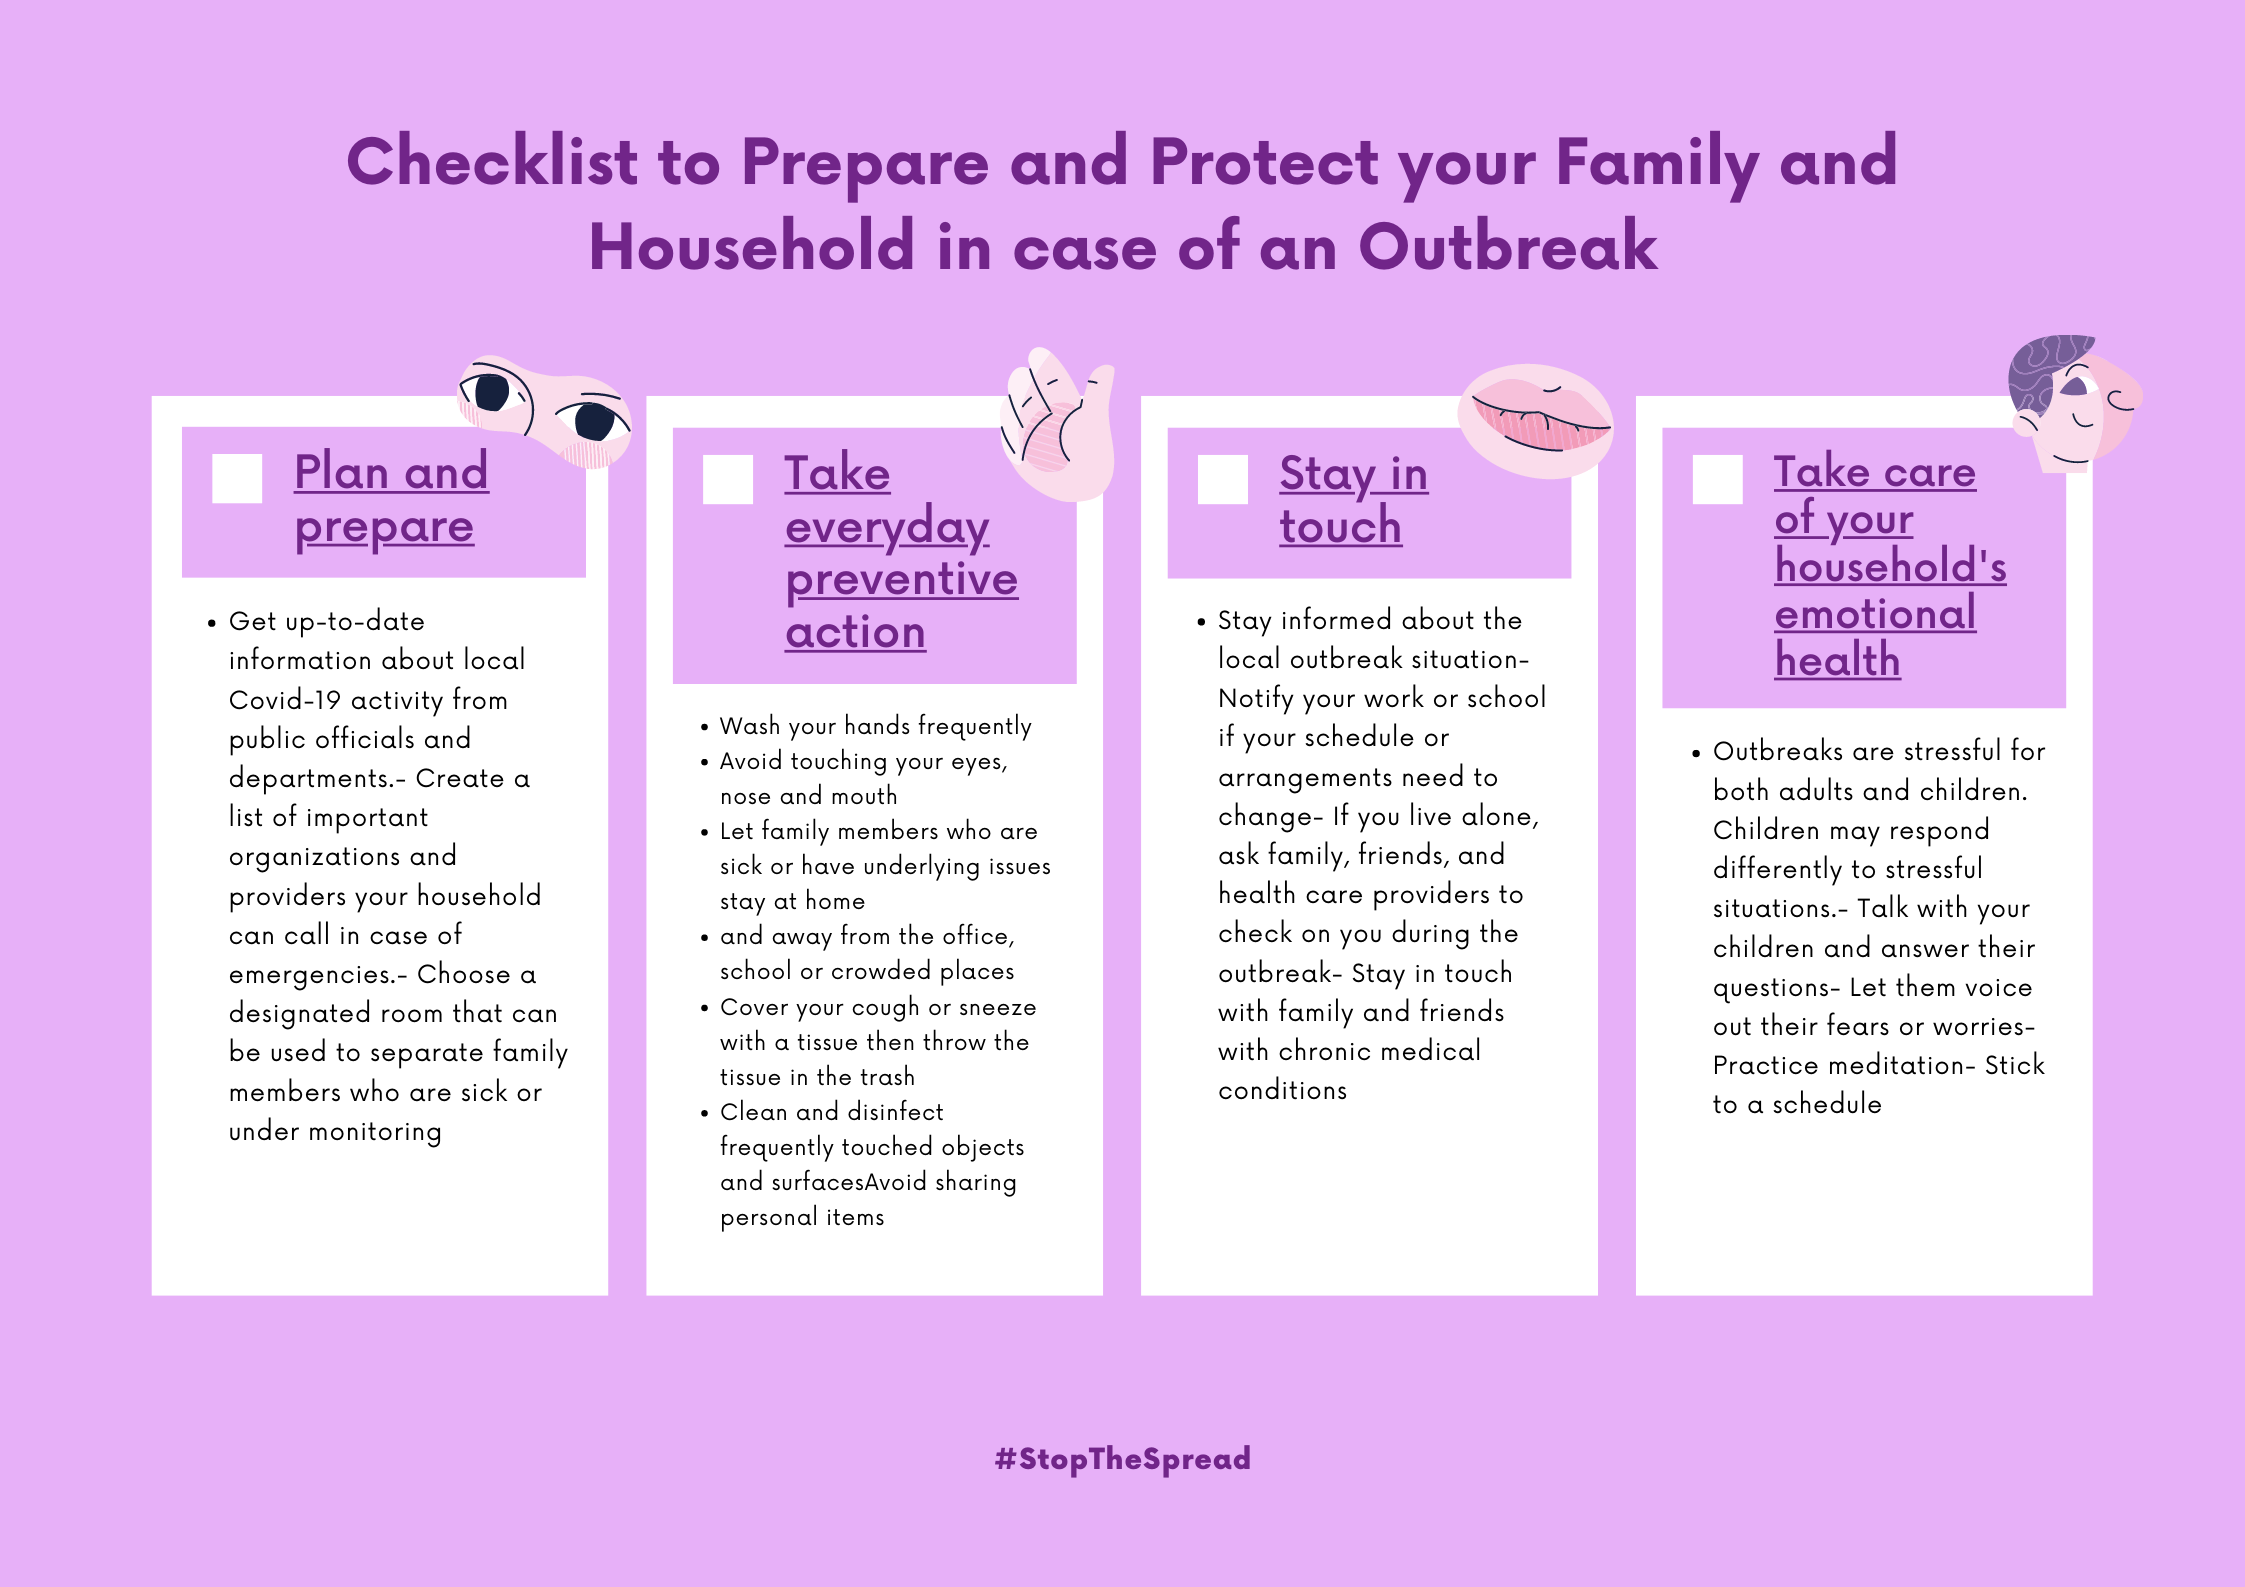 Checklist to Prepare and Protect your Family and
Household in case of an Outbreak
Plan and
prepare
• Get up-to-date
information about local
Covid-19 activity from
public officials and
departments.- Create a
list of important
organizations and
providers your household
can call in case of
emergencies.- Choose a
designated room that can
be used to separate family
members who are sick or
under monitoring
Take
everyday
preventive
action
• Wash your hands frequently
• Avoid touching your eyes,
nose and mouth
• Let family members who are
sick or have underlying issues
stay at home
• and away from the office,
school or crowded places
• Cover your cough or sneeze
with a tissue then throw the
tissue in the trash
• Clean and disinfect
frequently touched objects
and surfacesAvoid sharing
personal items
Stay in
touch
• Stay informed about the
local outbreak situation-
Notify your work or school
if your schedule or
arrangements need to
change- If you live alone,
ask family, friends, and
health care providers to
check on you during the
outbreak- Stay in touch
with family and friends
with chronic medical
conditions
Take care
of your
household's
emotional
health
• Outbreaks are stressful for
both adults and children.
Children may respond
differently to stressful
situations.- Talk with your
children and answer their
questions- Let them voice
out their fears or worries-
Practice meditation- Stick
to a schedule
#StopTheSpread